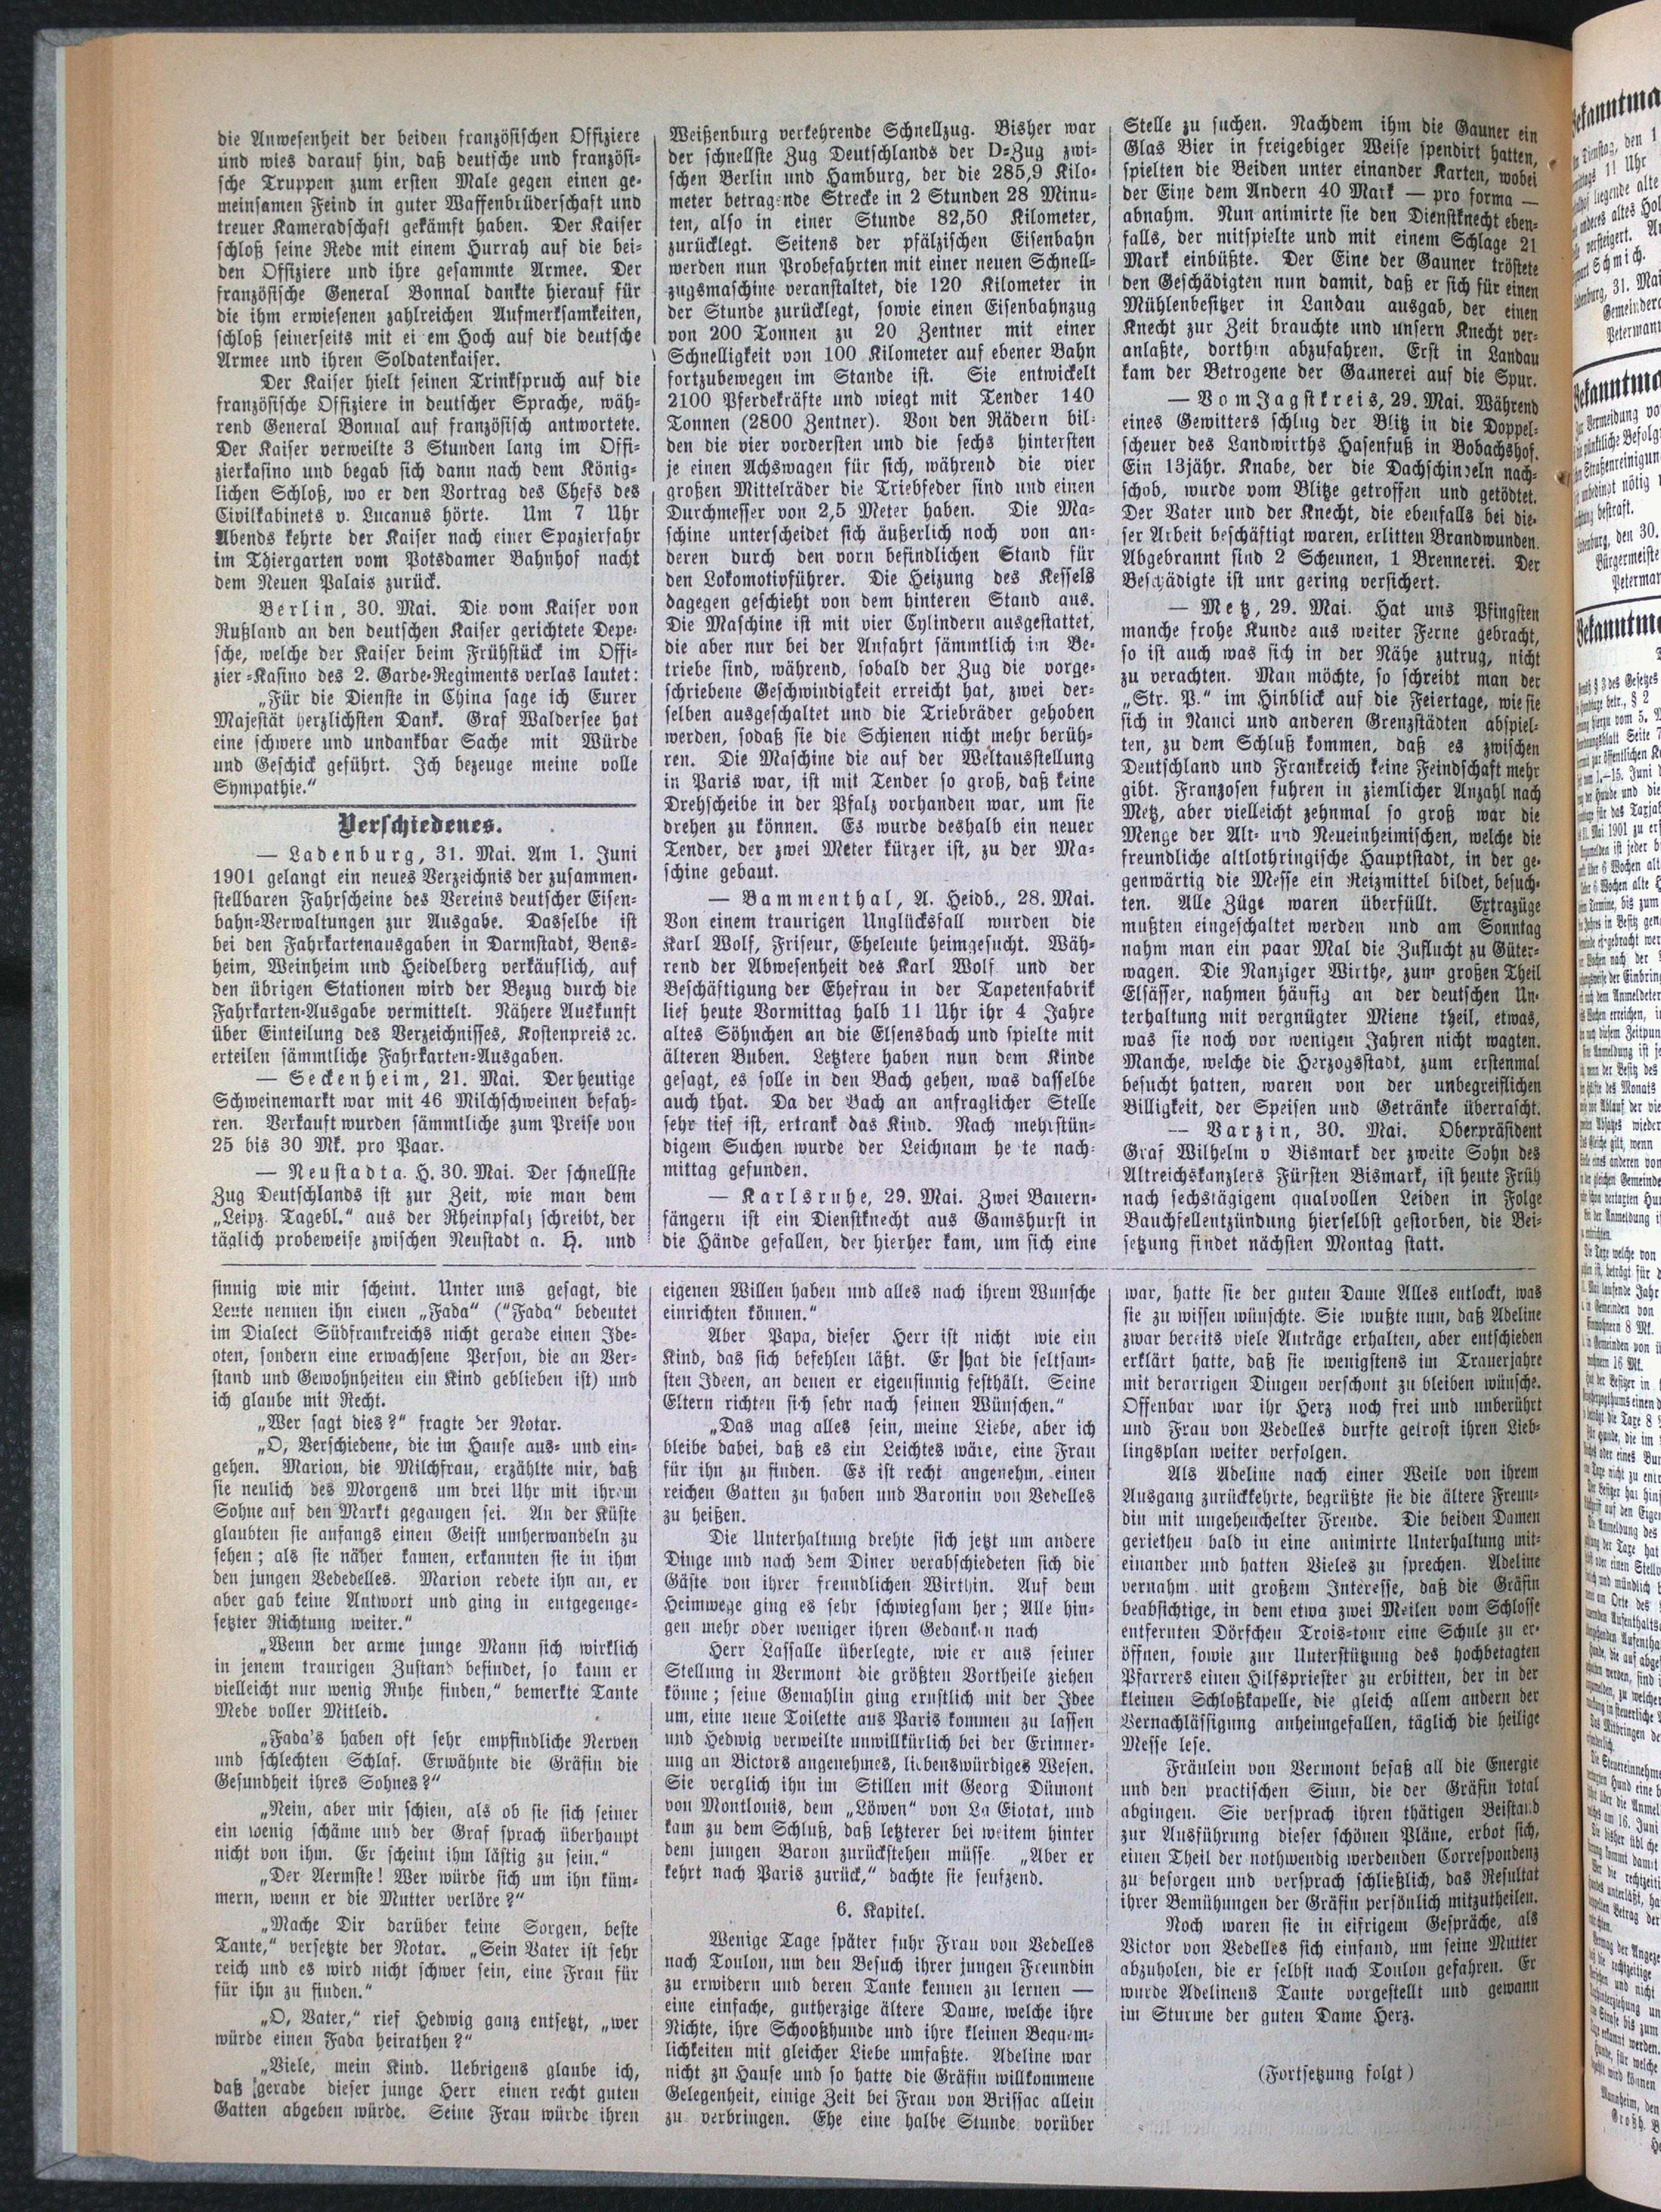 die Anwesenheit der beiden französischen Offiziere
und wies darauf hin, daß deutsche und französi-
sche Truppen zum ersten Male gegen einen ge-
meinsamen Feind in guter Waffenbrüderschaft und
treuer Kameradschaft gekämft haben. Der Kaiser
schloß seine Rede mit einem Hurrah auf die bei-
den Offiziere und ihre gesammte Armee. Der
französische General Bonnal dankte hierauf für
die ihm erwiesenen zahlreichen Aufmerksamkeiten,
schloß seinerseits mit ei em Hoch auf die deutsche
Armee und ihren Soldatenkaiser.
Der Kaiser hielt seinen Trinkspruch auf die
französische Offiziere in deutscher Sprache, wäh-
rend General Bonnal auf französisch antwortete.
Der Kaiser verweilte 3 Stunden lang im Offi-
zierkasino und begab sich dann nach dem König-
lichen Schloß, wo er den Vortrag des Chefs des
Civilkabinets v. Lucanus hörte. Um 7 Uhr
Abends kehrte der Kaiser nach einer Spazierfahr
im Thiergarten vom Potsdamer Bahnhof nacht
dem Neuen Palais zurück.
Berlin, 30. Mai. Die vom Kaiser von
Rußland an den deutschen Kaiser gerichtete Depe-
sche, welche der Kaiser beim Frühstück im Offi-
zier-Kasino des 2. Garde-Regiments verlas lautet:
„Für die Dienste in China sage ich Eurer
Majestät herzlichsten Dank. Graf Waldersee hat
eine schwere und undankbar Sache mit Würde
und Geschick geführt. Ich bezeuge meine volle
Sympathie.“
Verschiedenes.
— Ladenburg, 31. Mai. Am 1. Juni
1901 gelangt ein neues Verzeichnis der zusammen-
stellbaren Fahrscheine des Vereins deutscher Eisen-
bahn-Verwaltungen zur Ausgabe. Dasselbe ist
bei den Fahrkartenausgaben in Darmstadt, Bens-
heim, Weinheim und Heidelberg verkäuflich, auf
den übrigen Stationen wird der Bezug durch die
Fahrkarten-Ausgabe vermittelt. Nähere Auskunft
über Einteilung des Verzeichnisses, Kostenpreis ꝛc.
erteilen sämmtliche Fahrkarten-Ausgaben.
— Seckenheim, 21. Mai. Der heutige
Schweinemarkt war mit 46 Milchschweinen befah-
ren. Verkauft wurden sämmtliche zum Preise von
25 bis 30 Mk. pro Paar.
— Neustadt a. H. 30. Mai. Der schnellste
Zug Deutschlands ist zur Zeit, wie man dem
„Leipz. Tagebl.“ aus der Rheinpfalz schreibt, der
täglich probeweise zwischen Neustadt a. H. und
Weißenburg verkehrende Schnellzug. Bisher war
der schnellste Zug Deutschlands der D-Zug zwi-
schen Berlin und Hamburg, der die 285,9 Kilo-
meter betragende Strecke in 2 Stunden 28 Minu-
ten, also in einer Stunde 82,50 Kilometer,
zurücklegt. Seitens der pfälzischen Eisenbahn
werden nun Probefahrten mit einer neuen Schnell-
zugsmaschine veranstaltet, die 120 Kilometer in
der Stunde zurücklegt, sowie einen Eisenbahnzug
von 200 Tonnen zu 20 Zentner mit einer
Schnelligkeit von 100 Kilometer auf ebener Bahn
fortzubewegen im Stande ist. Sie entwickelt
2100 Pferdekräfte und wiegt mit Tender 140
Tonnen (2800 Zentner). Von den Rädern bil-
den die vier vordersten und die sechs hintersten
je einen Achswagen für sich, während die vier
großen Mittelräder die Triebfeder sind und einen
Durchmesser von 2,5 Meter haben. Die Ma-
schine unterscheidet sich äußerlich noch von an-
deren durch den vorn befindlichen Stand für
den Lokomotivführer. Die Heizung des Kessels
dagegen geschieht von dem hinteren Stand aus.
Die Maschine ist mit vier Cylindern ausgestattet,
die aber nur bei der Anfahrt sämmtlich im Be-
triebe sind, während, sobald der Zug die vorge-
schriebene Geschwindigkeit erreicht hat, zwei der-
selben ausgeschaltet und die Triebräder gehoben
werden, sodaß sie die Schienen nicht mehr berüh-
ren. Die Maschine die auf der Weltausstellung
in Paris war, ist mit Tender so groß, daß keine
Drehscheibe in der Pfalz vorhanden war, um sie
drehen zu können. Es wurde deshalb ein neuer
Tender, der zwei Meter kürzer ist, zu der Ma-
schine gebaut.
— Bammenthal, A. Heidb., 28. Mai.
Von einem traurigen Unglücksfall wurden die
Karl Wolf, Friseur, Eheleute heimgesucht. Wäh-
rend der Abwesenheit des Karl Wolf und der
Beschäftigung der Ehefrau in der Tapetenfabrik
lief heute Vormittag halb 11 Uhr ihr 4 Jahre
altes Söhnchen an die Elsensbach und spielte mit
älteren Buben. Letztere haben nun dem Kinde
gesagt, es solle in den Bach gehen, was dasselbe
auch that. Da der Bach an anfraglicher Stelle
sehr tief ist, ertrank das Kind. Nach mehrstün-
digem Suchen wurde der Leichnam he te nach-
mittag gefunden.
— Karlsruhe, 29. Mai. Zwei Bauern-
fängern ist ein Dienstknecht aus Gamshurst in
die Hände gefallen, der hierher kam, um sich eine
Stelle zu suchen. Nachdem ihm die Gauner ein
Glas Bier in freigebiger Weise spendirt hatten,
spielten die Beiden unter einander Karten, wobei
der Eine dem Andern 40 Mark — pro forma —
abnahm. Nun animirte sie den Dienstknecht eben-
falls, der mitspielte und mit einem Schlage 21
Mark einbüßte. Der Eine der Gauner tröstete
den Geschädigten nun damit, daß er sich für einen
Mühlenbesitzer in Landau ausgab, der einen
Knecht zur Zeit brauchte und unsern Knecht ver-
anlaßte, dorthin abzufahren. Erst in Landau
kam der Betrogene der Gaunerei auf die Spur.
— Vom Jagstkreis, 29. Mai. Während
eines Gewitters schlug der Blitz in die Doppel-
scheuer des Landwirths Hasenfuß in Bobachshof.
Ein 13jähr. Knabe, der die Dachschindeln nach-
schob, wurde vom Blitze getroffen und getödtet.
Der Vater und der Knecht, die ebenfalls bei die-
ser Arbeit beschäftigt waren, erlitten Brandwunden.
Abgebrannt sind 2 Scheunen, 1 Brennerei. Der
Beschädigte ist unr gering versichert.
— Metz, 29. Mai. Hat uns Pfingsten
manche frohe Kunde aus weiter Ferne gebracht,
so ist auch was sich in der Nähe zutrug, nicht
zu verachten. Man möchte, so schreibt man der
„Str. P.“ im Hinblick auf die Feiertage, wie sie
sich in Nanci und anderen Grenzstädten abspiel-
ten, zu dem Schluß kommen, daß es zwischen
Deutschland und Frankreich keine Feindschaft mehr
gibt. Franzosen fuhren in ziemlicher Anzahl nach
Metz, aber vielleicht zehnmal so groß war die
Menge der Alt- und Neueinheimischen, welche die
freundliche altlothringische Hauptstadt, in der ge-
genwärtig die Messe ein Reizmittel bildet, besuch-
ten. Alle Züge waren überfüllt. Extrazüge
mußten eingeschaltet werden und am Sonntag
nahm man ein paar Mal die Zuflucht zu Güter-
wagen. Die Nanziger Wirthe, zum großen Theil
Elsässer, nahmen häufig an der deutschen Un-
terhaltung mit vergnügter Miene theil, etwas,
was sie noch vor wenigen Jahren nicht wagten.
Manche, welche die Herzogsstadt, zum erstenmal
besucht hatten, waren von der unbegreiflichen
Billigkeit, der Speisen und Getränke überrascht.
— Varzin, 30. Mai. Oberpräsident
Graf Wilhelm v Bismark der zweite Sohn des
Altreichskanzlers Fürsten Bismark, ist heute Früh
nach sechstägigem qualvollen Leiden in Folge
Bauchfellentzündung hierselbst gestorben, die Bei-
setzung findet nächsten Montag statt.
sinnig wie mir scheint. Unter uns gesagt, die
Leute nennen ihn einen „Fada“ (“Fada“ bedeutet
im Dialect Südfrankreichs nicht gerade einen Ide-
oten, sondern eine erwachsene Person, die an Ver-
stand und Gewohnheiten ein Kind geblieben ist) und
ich glaube mit Recht.
„Wer sagt dies?“ fragte der Notar.
„O, Verschiedene, die im Hause aus- und ein-
gehen. Marion, die Milchfrau, erzählte mir, daß
sie neulich des Morgens um drei Uhr mit ihrem
Sohne auf den Markt gegangen sei. An der Küste
glaubten sie anfangs einen Geist umherwandeln zu
sehen; als sie näher kamen, erkannten sie in ihm
den jungen Vededelles. Marion redete ihn an, er
aber gab keine Antwort und ging in entgegenge-
setzter Richtung weiter.“
„Wenn der arme junge Mann sich wirklich
in jenem traurigen Zustand befindet, so kann er
vielleicht nur wenig Ruhe finden,“ bemerkte Tante
Mede voller Mitleid.
„Fada's haben oft sehr empfindliche Nerven
und schlechten Schlaf. Erwähnte die Gräfin die
Gesundheit ihres Sohnes?“
„Nein, aber mir schien, als ob sie sich seiner
ein wenig schäme und der Graf sprach überhaupt
nicht von ihm. Er scheint ihm lästig zu sein.“
„Der Aermste! Wer würde sich um ihn küm-
mern, wenn er die Mutter verlöre?“
„Mache Dir darüber keine Sorgen, beste
Tante,“ versetzte der Notar. „Sein Vater ist sehr
reich und es wird nicht schwer sein, eine Frau für
für ihn zu finden.“
„O, Vater,“ rief Hedwig ganz entsetzt, „wer
würde einen Fada heirathen?“
„Viele, mein Kind. Uebrigens glaube ich,
daß gerade dieser junge Herr einen recht guten
Gatten abgeben würde. Seine Frau würde ihren
eigenen Willen haben und alles nach ihrem Wunsche
einrichten können.“
Aber Papa, dieser Herr ist nicht wie ein
Kind, das sich befehlen läßt. Er hat die seltsam-
sten Ideen, an denen er eigensinnig festhält. Seine
Eltern richten sich sehr nach seinen Wünschen.“
„Das mag alles sein, meine Liebe, aber ich
bleibe dabei, daß es ein Leichtes wäre, eine Frau
für ihn zu finden. Es ist recht angenehm, einen
reichen Gatten zu haben und Baronin von Vedelles
zu heißen.
Die Unterhaltung drehte sich jetzt um andere
Dinge und nach dem Diner verabschiedeten sich die
Gäste von ihrer freundlichen Wirthin. Auf dem
Heimwege ging es sehr schwiegsam her; Alle hin-
gen mehr oder weniger ihren Gedanken nach
Herr Lassalle überlegte, wie er aus seiner
Stellung in Vermont die größten Vortheile ziehen
könne; seine Gemahlin ging ernstlich mit der Idee
um, eine neue Toilette aus Paris kommen zu lassen
und Hedwig verweilte unwillkürlich bei der Erinner-
ung an Victors angenehmes, liebenswürdiges Wesen.
Sie verglich ihn im Stillen mit Georg Dümont
von Montlouis, dem „Löwen“ von La Ciotat, und
kam zu dem Schluß, daß letzterer bei weitem hinter
dem jungen Baron zurückstehen müsse. „Aber er
kehrt nach Paris zurück,“ dachte sie seufzend.
6. Kapitel.
Wenige Tage später fuhr Frau von Vedelles
nach Toulon, um den Besuch ihrer jungen Freundin
zu erwidern und deren Tante kennen zu lernen —
eine einfache, gutherzige ältere Dame, welche ihre
Nichte, ihre Schooßhunde und ihre kleinen Bequem-
lichkeiten mit gleicher Liebe umfaßte. Adeline war
nicht zu Hause und so hatte die Gräfin willkommene
Gelegenheit, einige Zeit bei Frau von Brissac allein
zu verbringen. Ehe eine halbe Stunde vorüber
war, hatte sie der guten Dame Alles entlockt, was
sie zu wissen wünschte. Sie wußte nun, daß Adeline
zwar bereits viele Anträge erhalten, aber entschieden
erklärt hatte, daß sie wenigstens im Trauerjahre
mit derartigen Dingen verschont zu bleiben wünsche.
Offenbar war ihr Herz noch frei und unberührt
und Frau von Vedelles durfte getrost ihren Lieb-
lingsplan weiter verfolgen.
Als Adeline nach einer Weile von ihrem
Ausgang zurückkehrte, begrüßte sie die ältere Freun-
din mit ungeheuchelter Freude. Die beiden Damen
geriethen bald in eine animirte Unterhaltung mit-
einander und hatten Vieles zu sprechen. Adeline
vernahm mit großem Interesse, daß die Gräfin
beabsichtige, in dem etwa zwei Meilen vom Schlosse
entfernten Dörfchen Trois-tour eine Schule zu er-
öffnen, sowie zur Unterstützung des hochbetagten
Pfarrers einen Hilfspriester zu erbitten, der in der
kleinen Schloßkapelle, die gleich allem andern der
Vernachlässigung anheimgefallen, täglich die heilige
Messe lese.
Fräulein von Vermont besaß all die Energie
und den practischen Sinn, die der Gräfin total
abgingen. Sie versprach ihren thätigen Beistand
zur Ausführung dieser schönen Pläne, erbot sich,
einen Theil der nothwendig werdenden Correspondenz
zu besorgen und versprach schließlich, das Resultat
ihrer Bemühungen der Gräfin persönlich mitzutheilen.
Noch waren sie in eifrigem Gespräche, als
Victor von Vedelles sich einfand, um seine Mutter
abzuholen, die er selbst nach Toulon gefahren. Er
wurde Adelinens Tante vorgestellt und gewann
im Sturme der guten Dame Herz.
(Fortsetzung folgt)